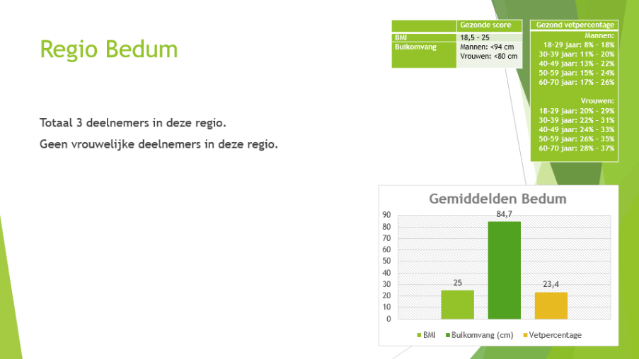 Regio Bedum
Totaal 3 deelnemers in deze regio.
Geen vrouwelijke deelnemers in deze regio.
Gezonde score
BMI 18,5 - 25
Buikomvang Mannen: <94 cm
Vrouwen: <80 cm
Gezond vetpercentage
Mannen:
18-29 jaar: 8% - 18%
30-39 jaar: 11% - 20%
40-49 jaar: 13% - 22%
50-59 jaar: 15% - 24%
60-70 jaar: 17% - 26%
Vrouwen:
18-29 jaar: 20% - 29%
30-39 jaar: 22% - 31%
40-49 jaar: 24% - 33%
50-59 jaar: 26% - 35%
60-70 jaar: 28% - 37%
Gemiddelden Bedum
90
80
70
60
50
40
30
20
10
0
25
84,7
23,4
BMI Buikomvang (cm) Vetpercentage